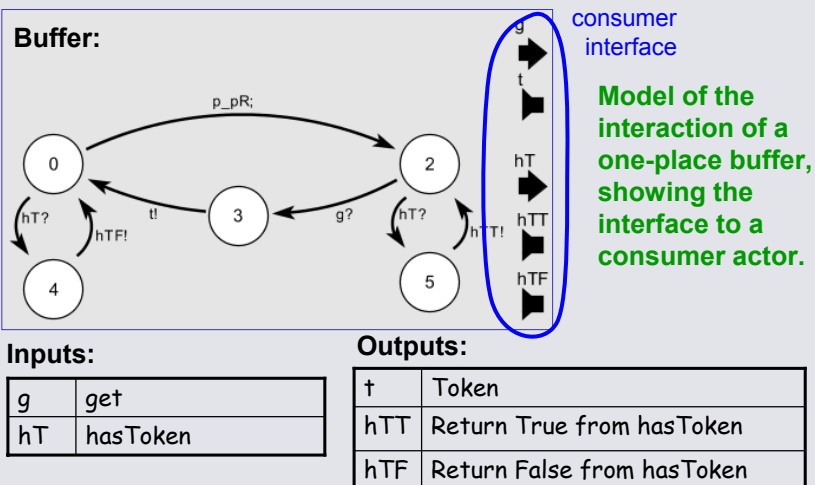 Buffer:
consumer
interface
g
t
hT
hTT
hTF
Model of the
interaction of a
one-place buffer,
showing the
interface to a
consumer actor.
p_pR;
0
2
3
t!
g?
hT?
hTF!
hT?
hTT!
4
5
Inputs:
g get
hT hasToken
Outputs:
t Token
hTT Return True from hasToken
hTF Return False from hasToken